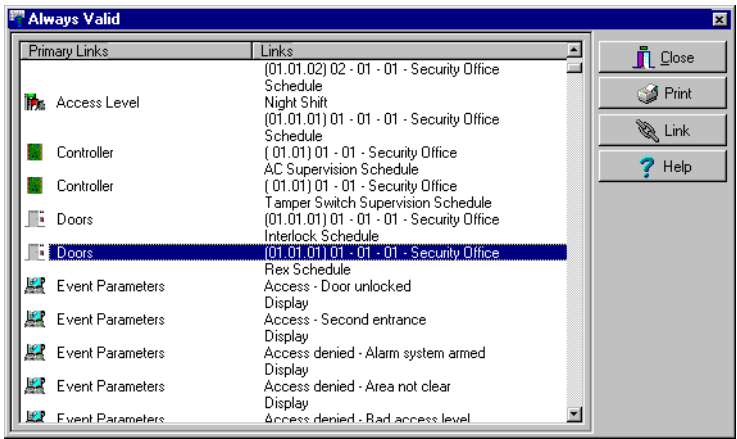 Always Valid
Primary Links Links
(01.01.02) 02 - 01 - 01 - Security Office
Schedule
Access Level Night Shift
(01.01.01) 01 - 01 - 01 - Security Office
Schedule
Controller ( 01.01) 01 - 01 - Security Office
AC Supervision Schedule
Controller ( 01.01) 01 - 01 - Security Office
Tamper Switch Supervision Schedule
Doors (01.01.01) 01 - 01 - 01 - Security Office
Interlock Schedule
Doors (01.01.01) 01 - 01 - 01 - Security Office
Rex Schedule
Event Parameters Access - Door unlocked
Display
Event Parameters Access - Second entrance
Display
Event Parameters Access denied - Alarm system armed
Display
Event Parameters Access denied - Area not clear
Display
Event Parameters Access denied - Bad access level
Close
Print
Link
Help